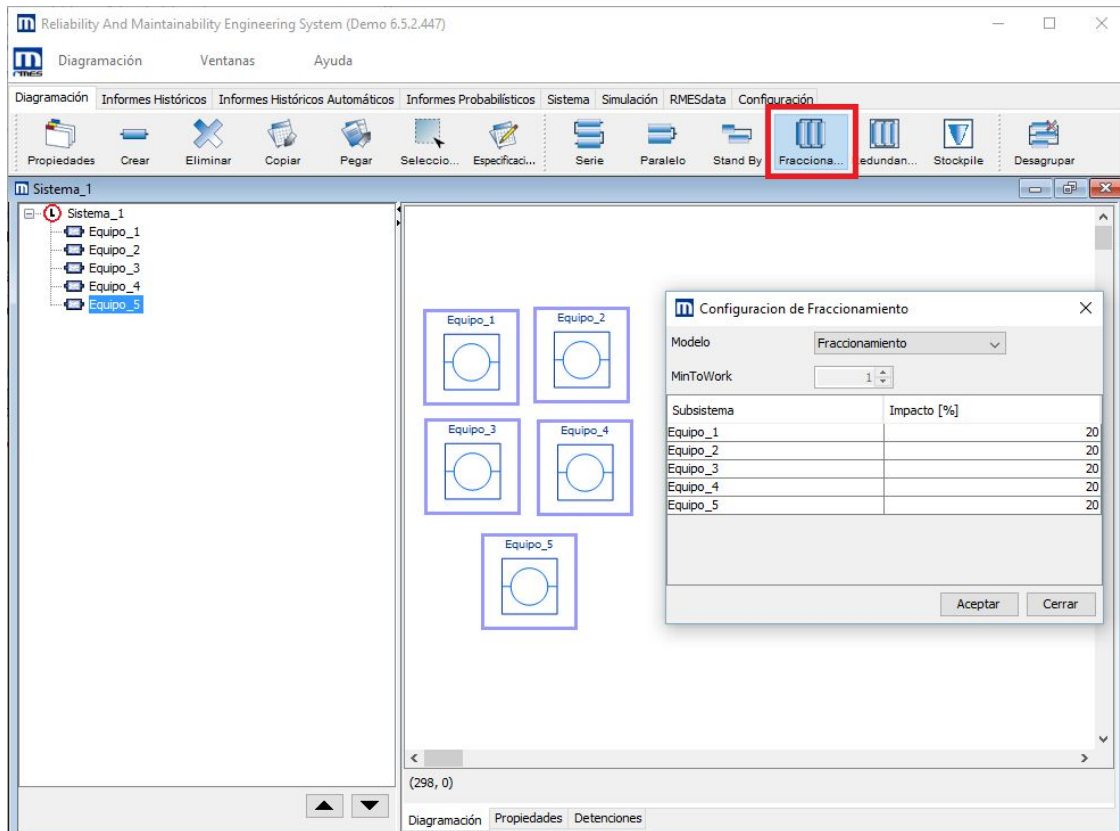 Reliability And Maintainability Engineering System (Demo 6.5.2.447)
Diagramación Ventanas Ayuda
Diagramación Informes Históricos Informes Históricos Automáticos Informes Probabilísticos Sistema Simulación RMESdata Configuración
Propiedades Crear Eliminar Copiar Pegar Seleccio... Especificaci... Serie Paralelo Stand By Fracciona... Redundan... Stockpile Desagrupar
Sistema_1
Sistema_1
Equipo_1
Equipo_2
Equipo_3
Equipo_4
Equipo_5
Equipo_1 Equipo_2
Equipo_3 Equipo_4
Equipo_5
Configuracion de Fraccionamiento
Modelo Fraccionamiento
MinToWork 1
Subsistema Impacto [%]
Equipo_1 20
Equipo_2 20
Equipo_3 20
Equipo_4 20
Equipo_5 20
Aceptar Cerrar
(298, 0)
Diagramación Propiedades Detenciones